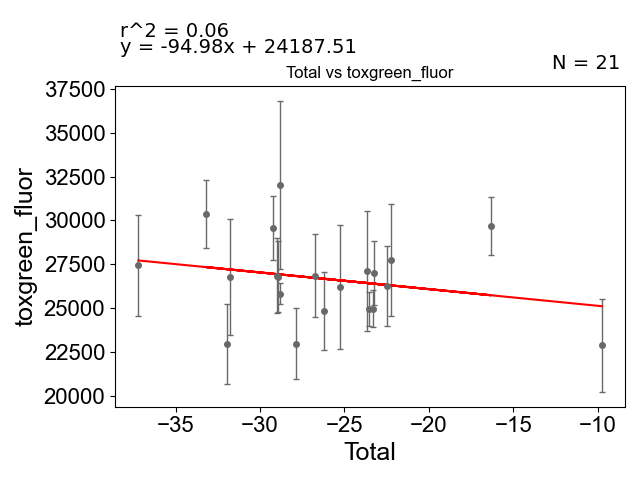 r^2 = 0.06
y = -94.98x + 24187.51
N = 21
Total vs toxgreen_fluor
37500
35000
32500
30000
27500
25000
22500
20000
toxgreen_fluor
−35
−30
−25
−20
−15
−10
Total